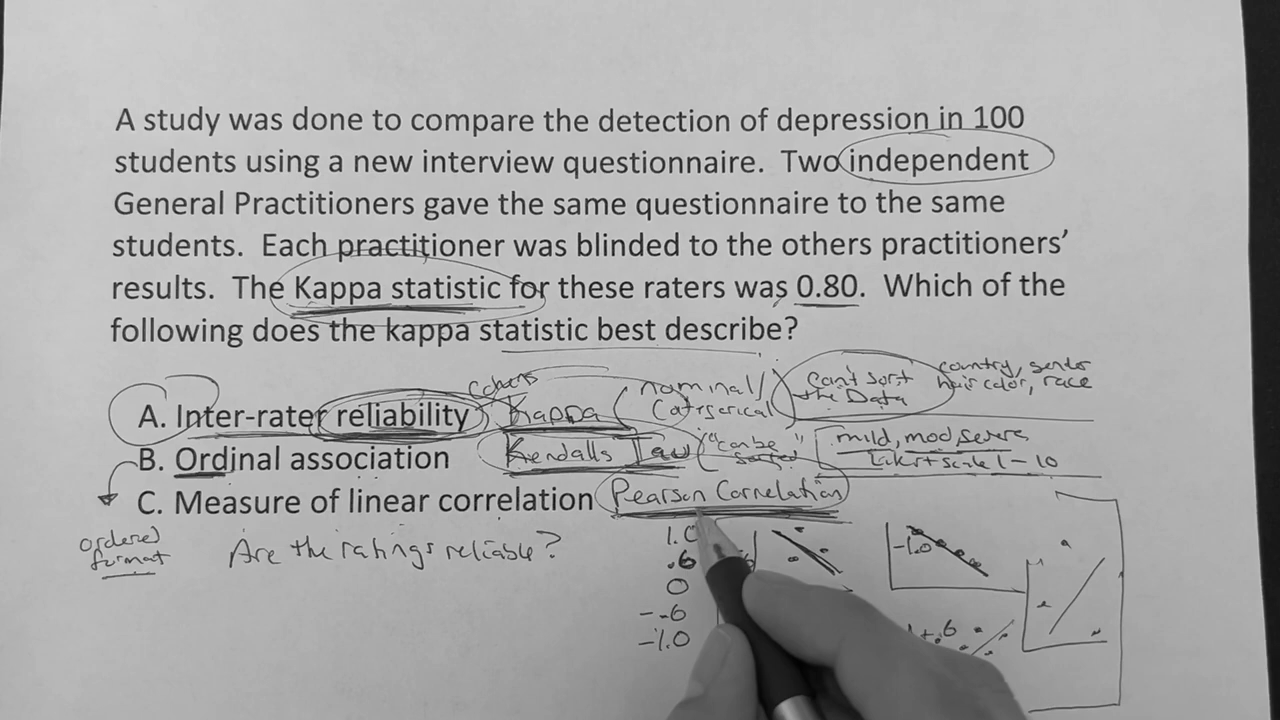 A study was done to compare the detection of depression in 100
students using a new interview questionnaire. Two independent
General Practitioners gave the same questionnaire to the same
students. Each practitioner was blinded to the others practitioners’
results. The Kappa statistic for these raters was 0.80. Which of the
following does the kappa statistic best describe?
country, gender
hair color, race
Cohens
nominal/
Can't Sort
the Data
A. Inter-rater reliability
Kappa
Categorical
B. Ordinal association
Kendalls Tau
"can be sorted"
mild, mod, severe
Likert scale 1-10
C. Measure of linear correlation
Pearson Correlation
ordered
format
Are the ratings reliable?
1.0
.6
0
-.6
-1.0
-1.0
+.6